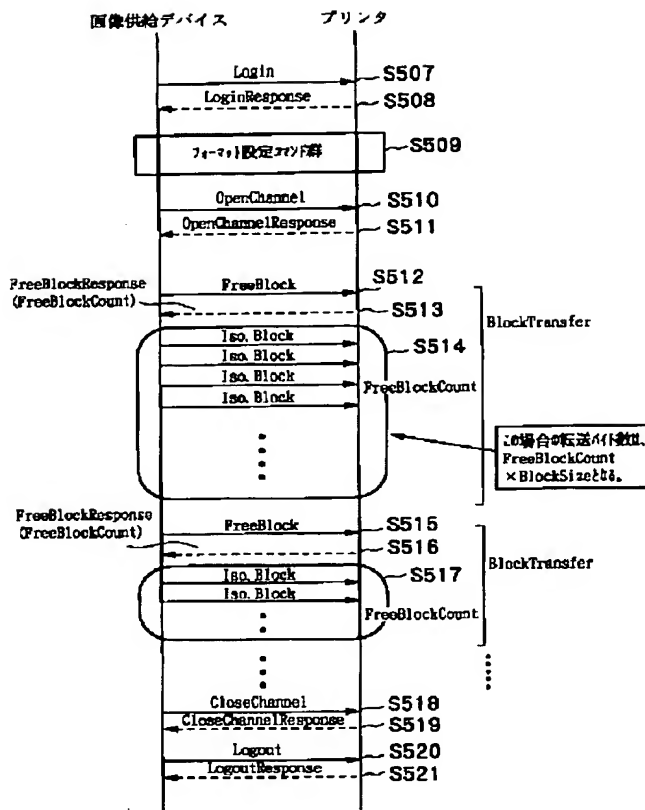 画像供給デバイス プリンタ
Login S507
LoginResponse S508
フォーマット設定コマンド群 S509
OpenChannel S510
OpenChannelResponse S511
FreeBlockResponse
(FreeBlockCount)
FreeBlock S512
S513
BlockTransfer
Iso.Block S514
Iso.Block
Iso.Block
Iso.Block
FreeBlockCount
この場合の転送バイト数は、
FreeBlockCount
×BlockSizeとなる。
FreeBlockResponse
(FreeBlockCount)
FreeBlock S515
S516
BlockTransfer
Iso.Block S517
Iso.Block
FreeBlockCount
CloseChannel S518
CloseChannelResponse S519
Logout S520
LogoutResponse S521